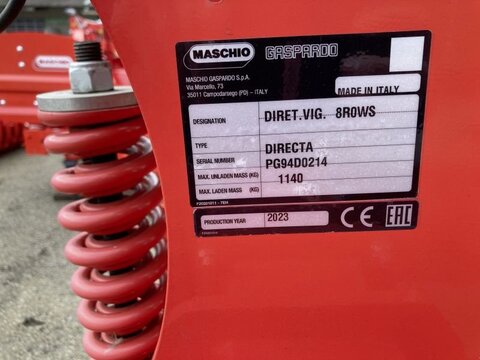 MASCHIO GASPARDO
MASCHIO GASPARDO S.p.A.
Via Marcello, 73
35011 Campodarsego (PD) - ITALY
MADE IN ITALY
DESIGNATION DIRET.VIG. 8ROWS
TYPE DIRECTA
SERIAL NUMBER PG94D0214
MAX. UNLADEN MASS (KG) 1140
MAX. LADEN MASS (KG)
PRODUCTION YEAR 2023 CE EAC